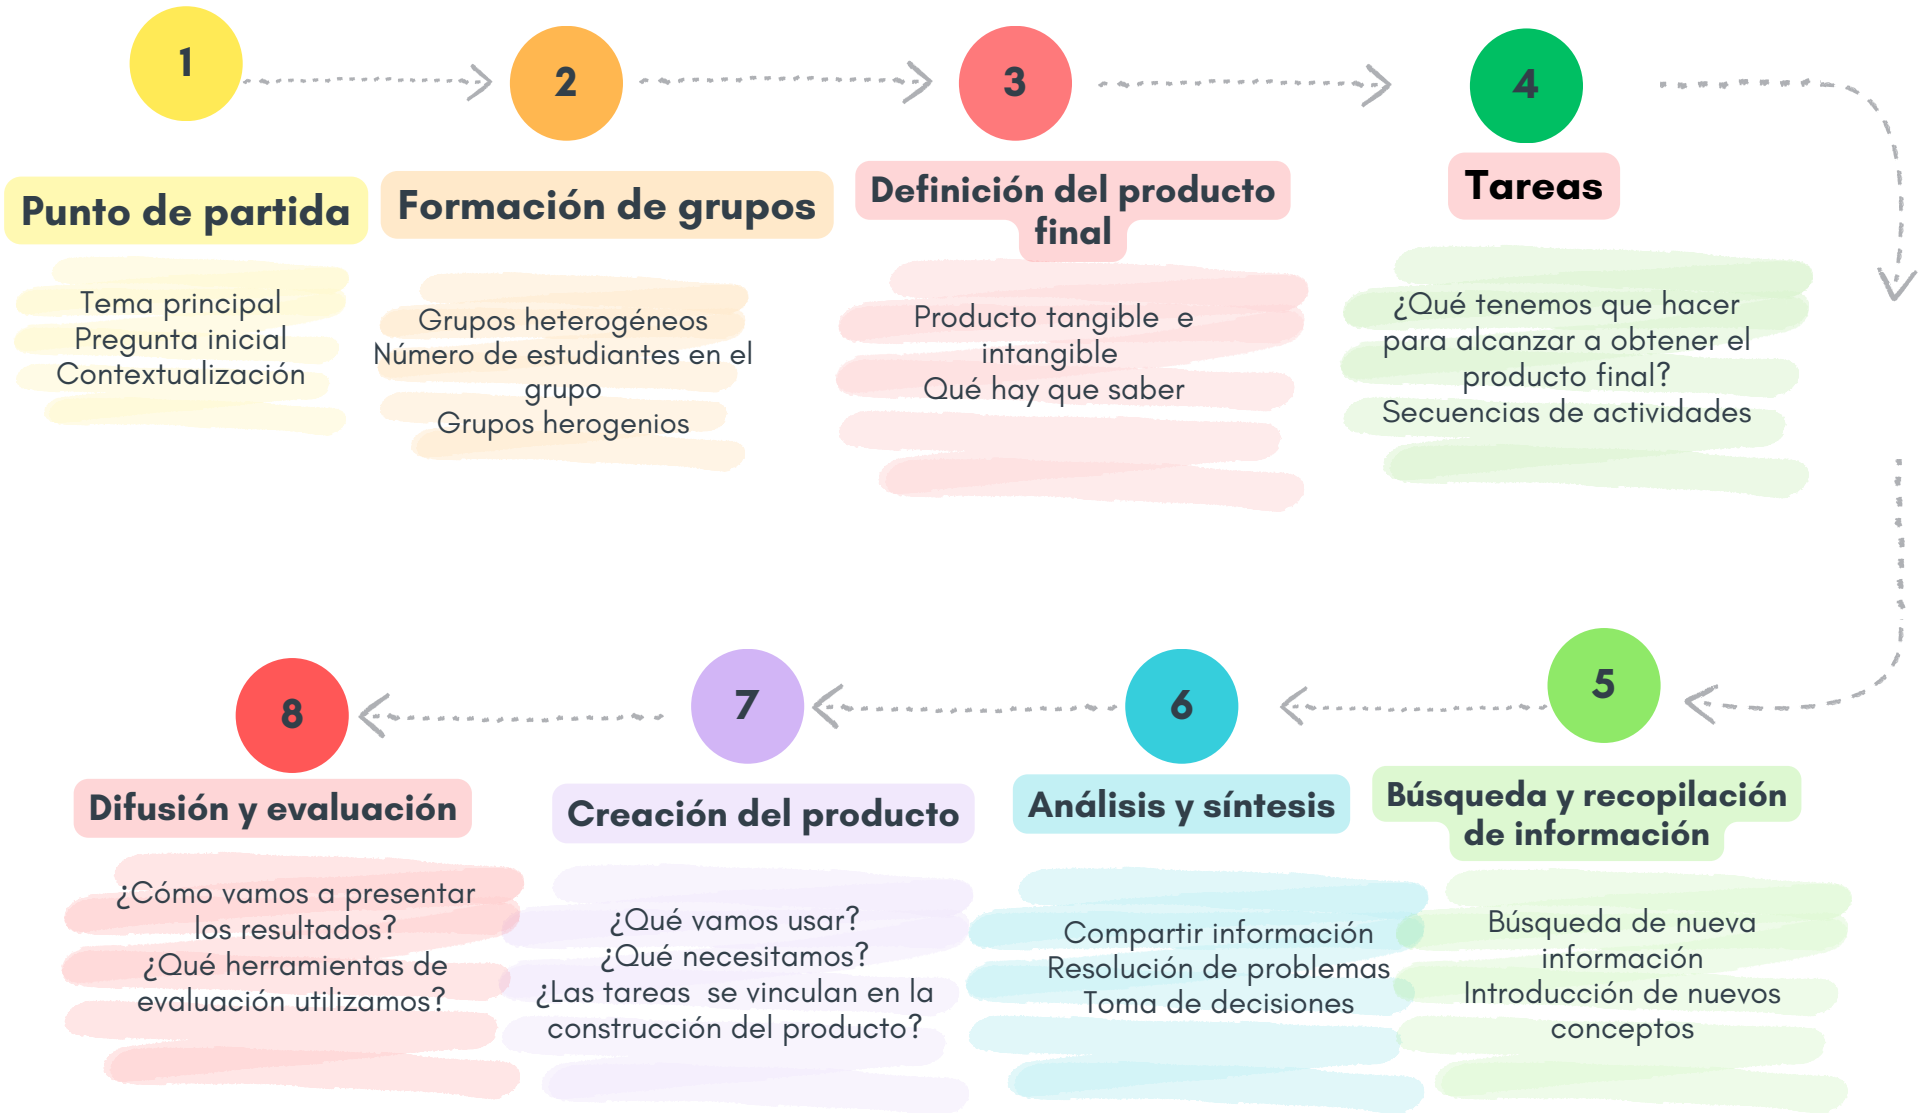 1
Punto de partida
Tema principal
Pregunta inicial
Contextualización
2
Formación de grupos
Grupos heterogéneos
Número de estudiantes en el
grupo
Grupos herogenios
3
Definición del producto
final
Producto tangible e
intangible
Qué hay que saber
4
Tareas
¿Qué tenemos que hacer
para alcanzar a obtener el
producto final?
Secuencias de actividades
5
Búsqueda y recopilación
de información
Búsqueda de nueva
información
Introducción de nuevos
conceptos
6
Análisis y síntesis
Compartir información
Resolución de problemas
Toma de decisiones
7
Creación del producto
¿Qué vamos usar?
¿Qué necesitamos?
¿Las tareas se vinculan en la
construcción del producto?
8
Difusión y evaluación
¿Cómo vamos a presentar
los resultados?
¿Qué herramientas de
evaluación utilizamos?